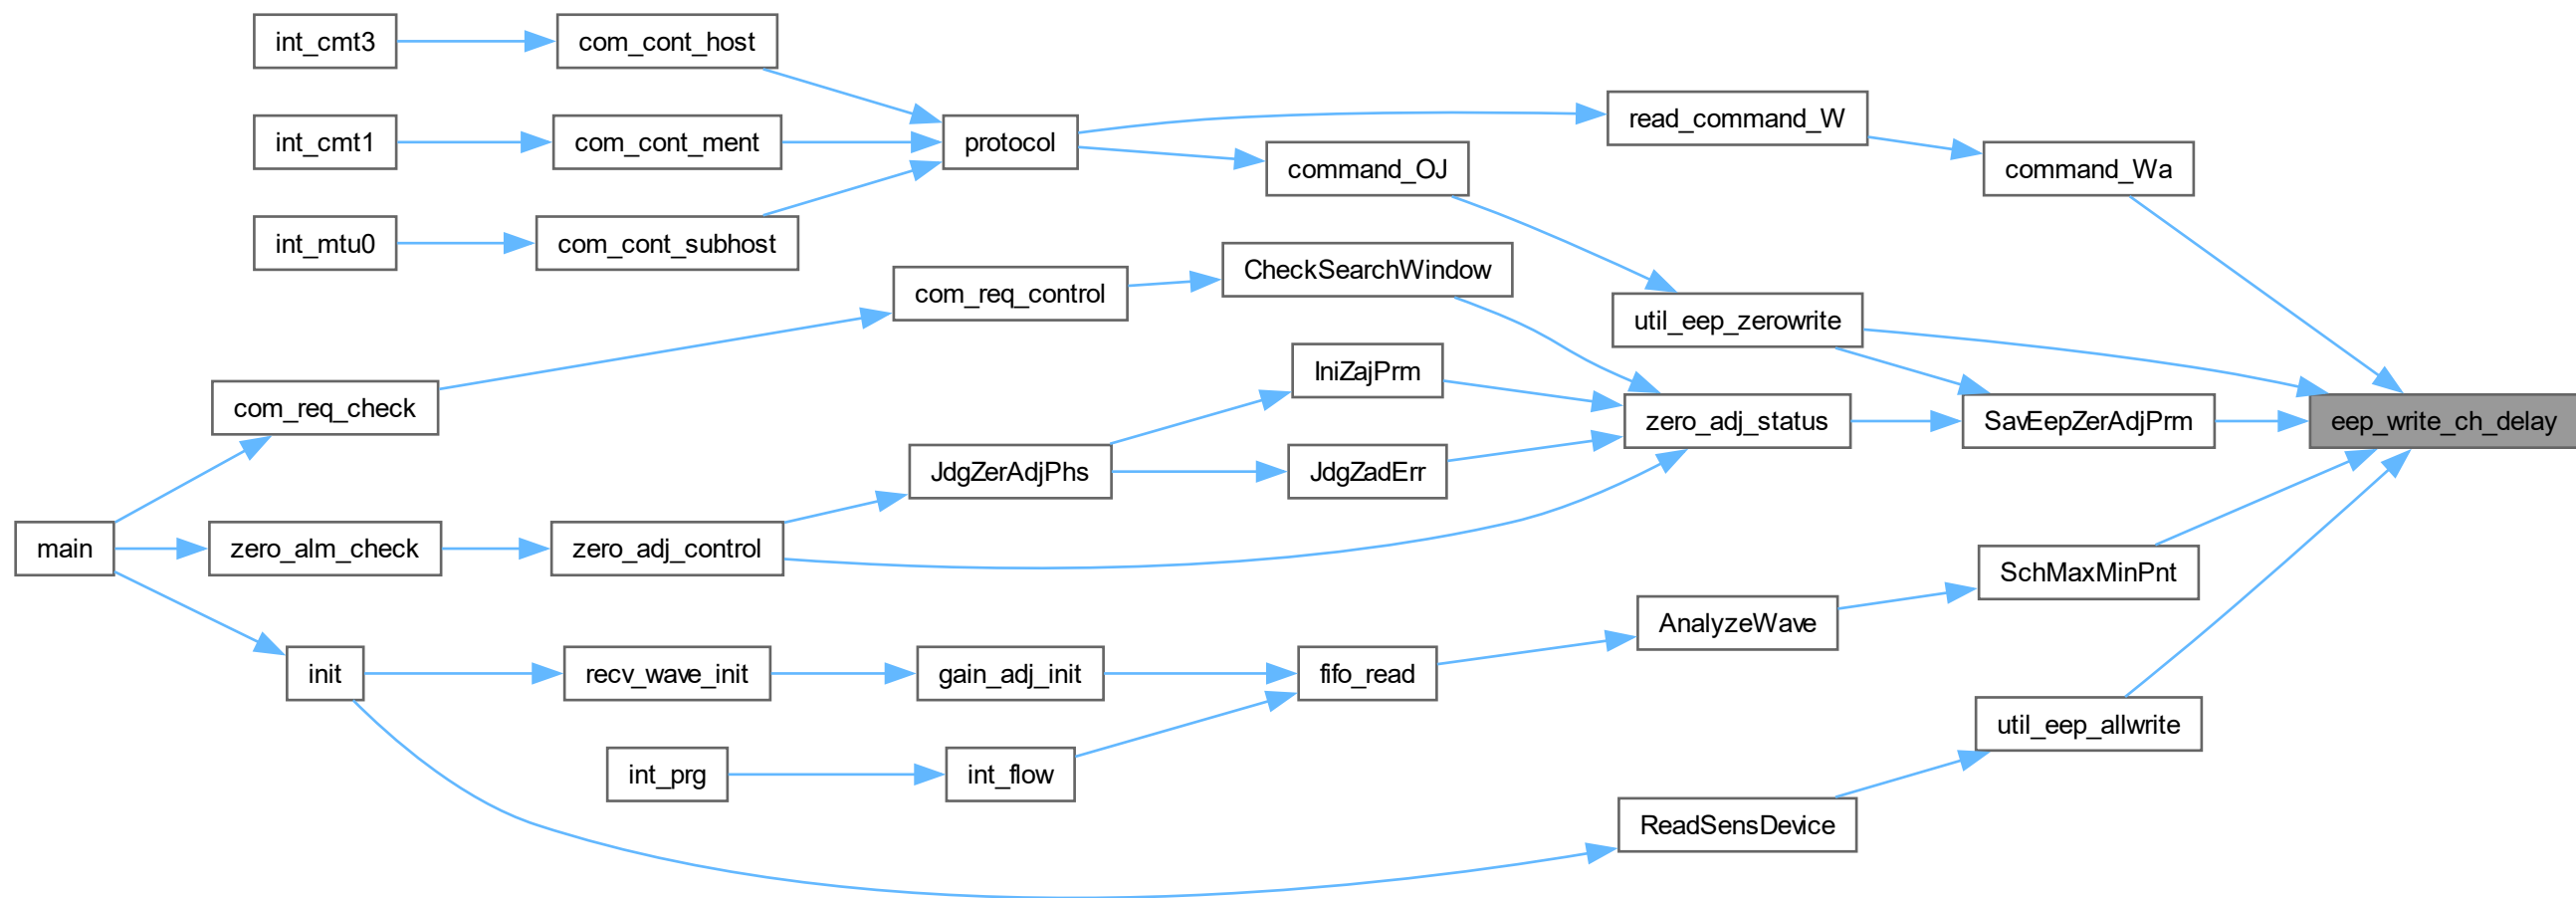 int_cmt3
com_cont_host
read_command_W
int_cmt1
com_cont_ment
protocol
command_OJ
command_Wa
int_mtu0
com_cont_subhost
CheckSearchWindow
com_req_control
util_eep_zerowrite
IniZajPrm
com_req_check
zero_adj_status
SavEepZerAdjPrm
eep_write_ch_delay
JdgZerAdjPhs
JdgZadErr
main
zero_alm_check
zero_adj_control
SchMaxMinPnt
AnalyzeWave
init
recv_wave_init
gain_adj_init
fifo_read
util_eep_allwrite
int_prg
int_flow
ReadSensDevice